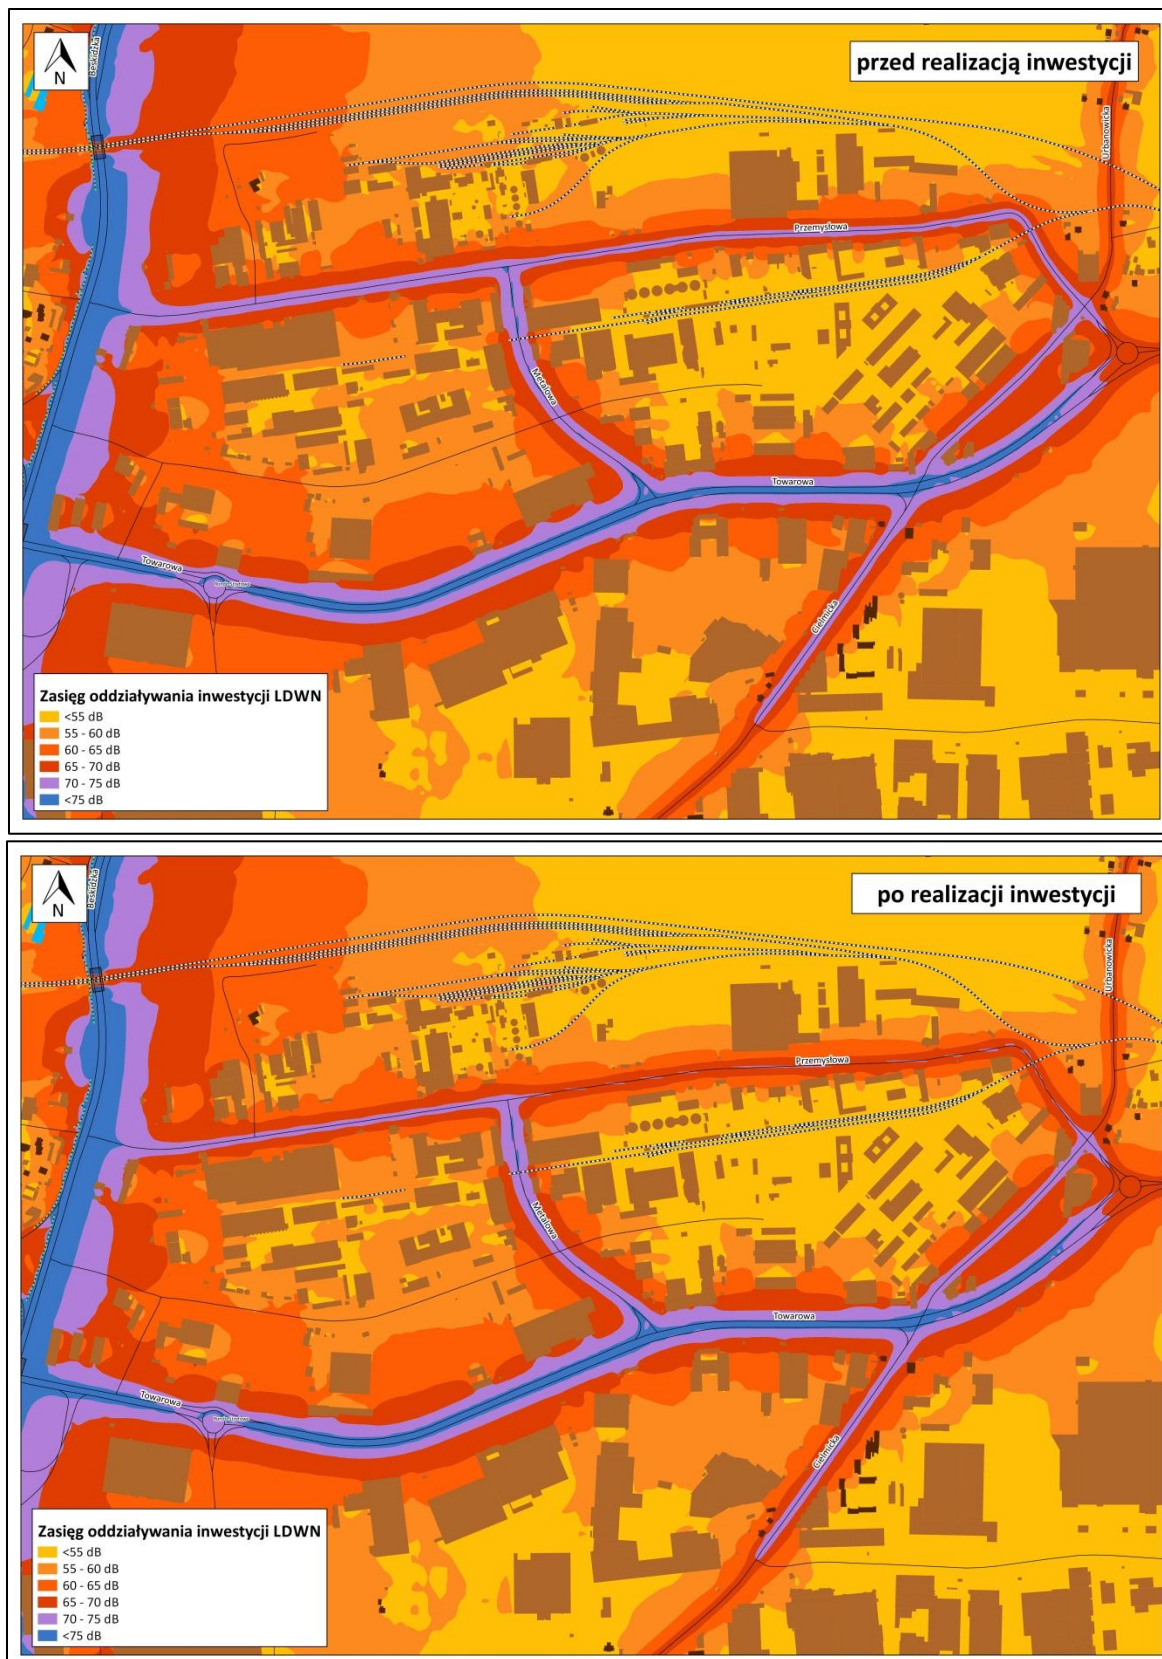 Beskidzka
N
przed realizacją inwestycji
Urbanowicka
Przemysłowa
Metalowa
Towarowa
Towarowa
Cielmicka
Zasięg oddziaływania inwestycji LDWN
<55 dB
55 - 60 dB
60 - 65 dB
65 - 70 dB
70 - 75 dB
<75 dB
Beskidzka
N
po realizacji inwestycji
Urbanowicka
Przemysłowa
Metalowa
Towarowa
Towarowa
Cielmicka
Zasięg oddziaływania inwestycji LDWN
<55 dB
55 - 60 dB
60 - 65 dB
65 - 70 dB
70 - 75 dB
<75 dB